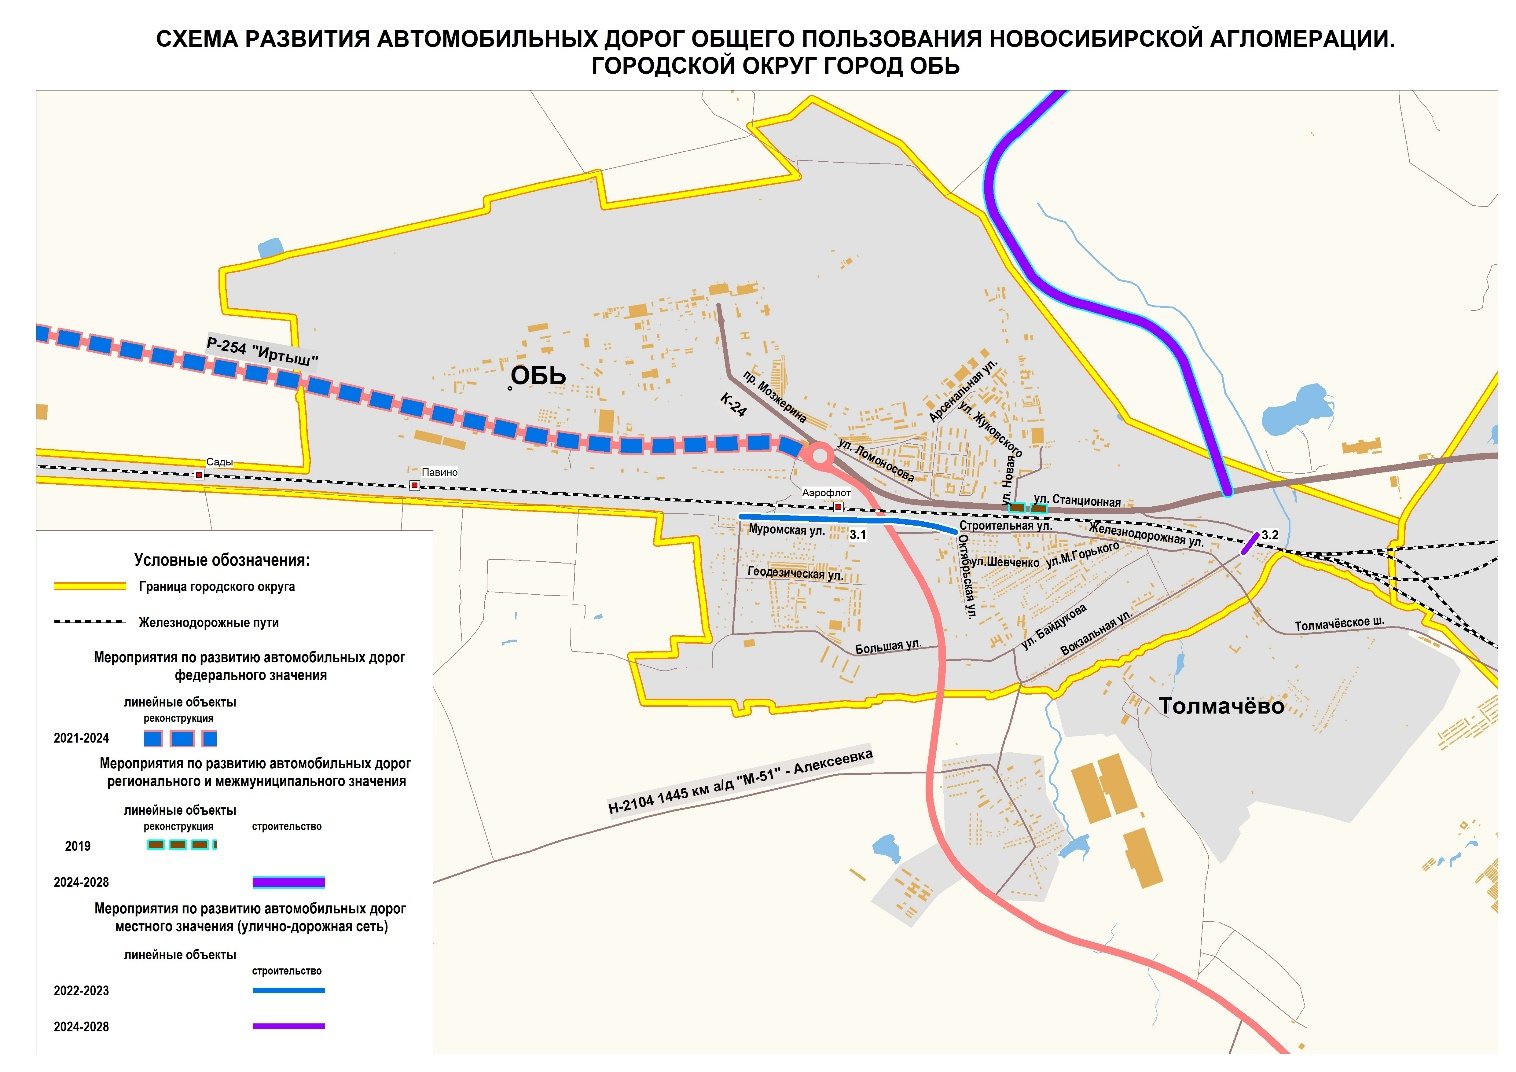 СХЕМА РАЗВИТИЯ АВТОМОБИЛЬНЫХ ДОРОГ ОБЩЕГО ПОЛЬЗОВАНИЯ НОВОСИБИРСКОЙ АГЛОМЕРАЦИИ.
ГОРОДСКОЙ ОКРУГ ГОРОД ОБЬ
Р-254 "Иртыш"
ОБЬ
пр. Мозжерина
К-24
Арсенальная ул.
ул. Жуковского
ул. Ломоносова
ул. Новая
ул. Станционная
Сады
Павино
Аэрофлот
Муромская ул.
3.1
Строительная ул.
Железнодорожная ул.
3.2
Октябрьская ул.
ул.Шевченко
ул.М.Горького
Геодезическая ул.
ул. Байдукова
Вокзальная ул.
Большая ул.
Толмачёвское ш.
Толмачёво
Н-2104 1445 км а/д "М-51" - Алексеевка
Условные обозначения:
Граница городского округа
Железнодорожные пути
Мероприятия по развитию автомобильных дорог
федерального значения
линейные объекты
реконструкция
2021-2024
Мероприятия по развитию автомобильных дорог
регионального и межмуниципального значения
линейные объекты
реконструкция строительство
2019
2024-2028
Мероприятия по развитию автомобильных дорог
местного значения (улично-дорожная сеть)
линейные объекты
строительство
2022-2023
2024-2028